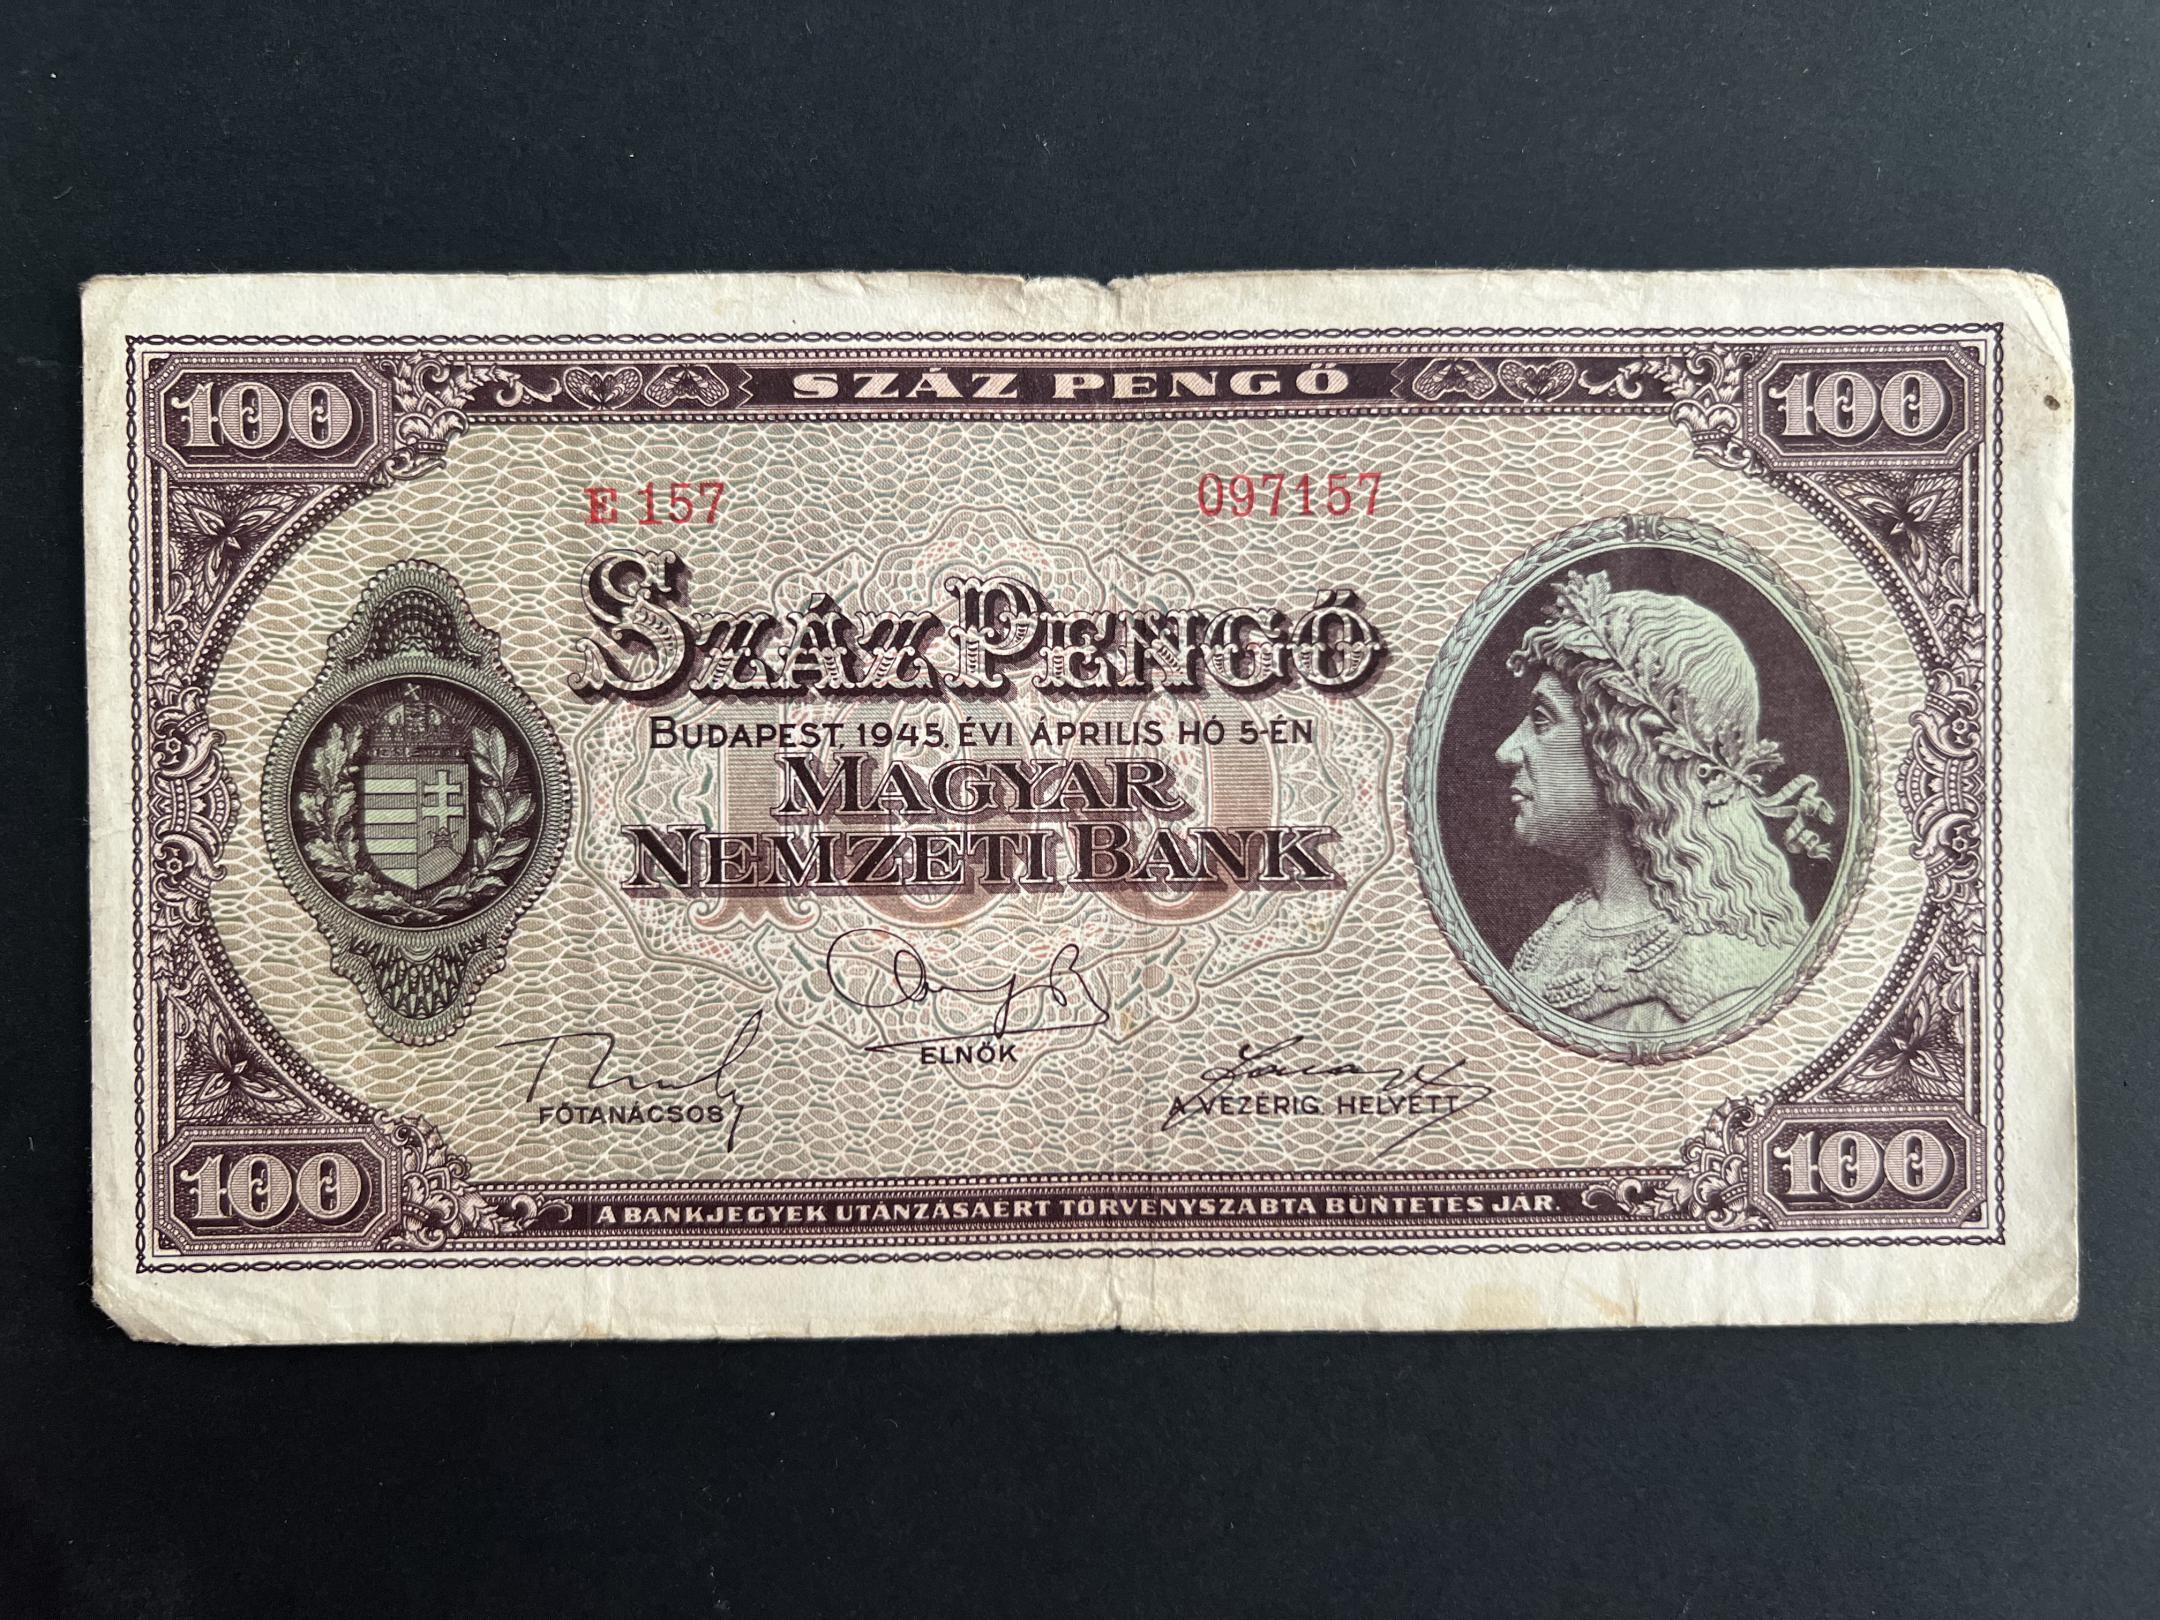 100 SZÁZ PENGŐ 100
E 157 097157
SZÁZ PENGŐ
BUDAPEST, 1945. ÉVI ÁPRILIS HÓ 5-ÉN
MAGYAR
NEMZETI BANK
ELNÖK
FŐTANÁCSOS
A VEZÉRIG. HELYETT
100 A BANKJEGYEK UTÁNZÁSAÉRT TÖRVÉNYSZABTA BÜNTETÉS JÁR. 100